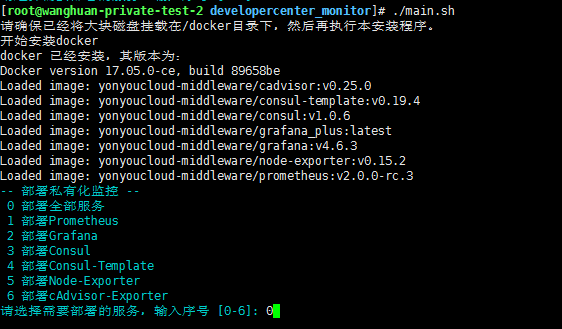 [root@wanghuan-private-test-2 developercenter_monitor]# ./main.sh
请确保已经将大块磁盘挂载在/docker目录下，然后再执行本安装程序。
开始安装docker
docker 已经安装，其版本为：
Docker version 17.05.0-ce, build 89658be
Loaded image: yonyoucloud-middleware/cadvisor:v0.25.0
Loaded image: yonyoucloud-middleware/consul-template:v0.19.4
Loaded image: yonyoucloud-middleware/consul:v1.0.6
Loaded image: yonyoucloud-middleware/grafana_plus:latest
Loaded image: yonyoucloud-middleware/grafana:v4.6.3
Loaded image: yonyoucloud-middleware/node-exporter:v0.15.2
Loaded image: yonyoucloud-middleware/prometheus:v2.0.0-rc.3
-- 部署私有化监控 --
0 部署全部服务
1 部署Prometheus
2 部署Grafana
3 部署Consul
4 部署Consul-Template
5 部署Node-Exporter
6 部署cAdvisor-Exporter
请选择需要部署的服务，输入序号 [0-6]: 0